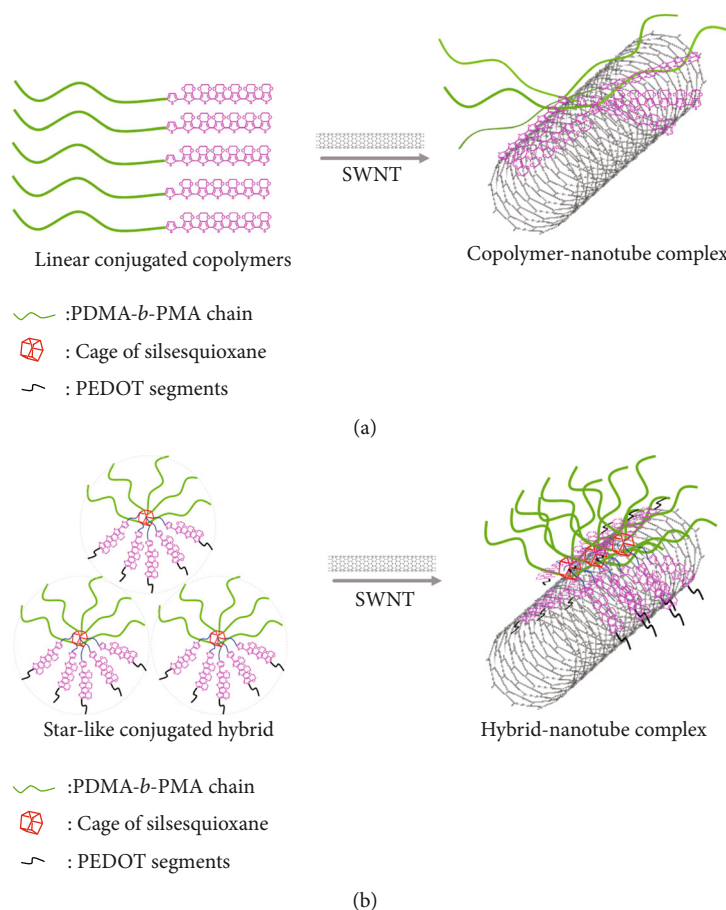 SWNT
Linear conjugated copolymers
Copolymer-nanotube complex
:PDMA-b-PMA chain
: Cage of silsesquioxane
: PEDOT segments
(a)
SWNT
Star-like conjugated hybrid
Hybrid-nanotube complex
:PDMA-b-PMA chain
: Cage of silsesquioxane
: PEDOT segments
(b)